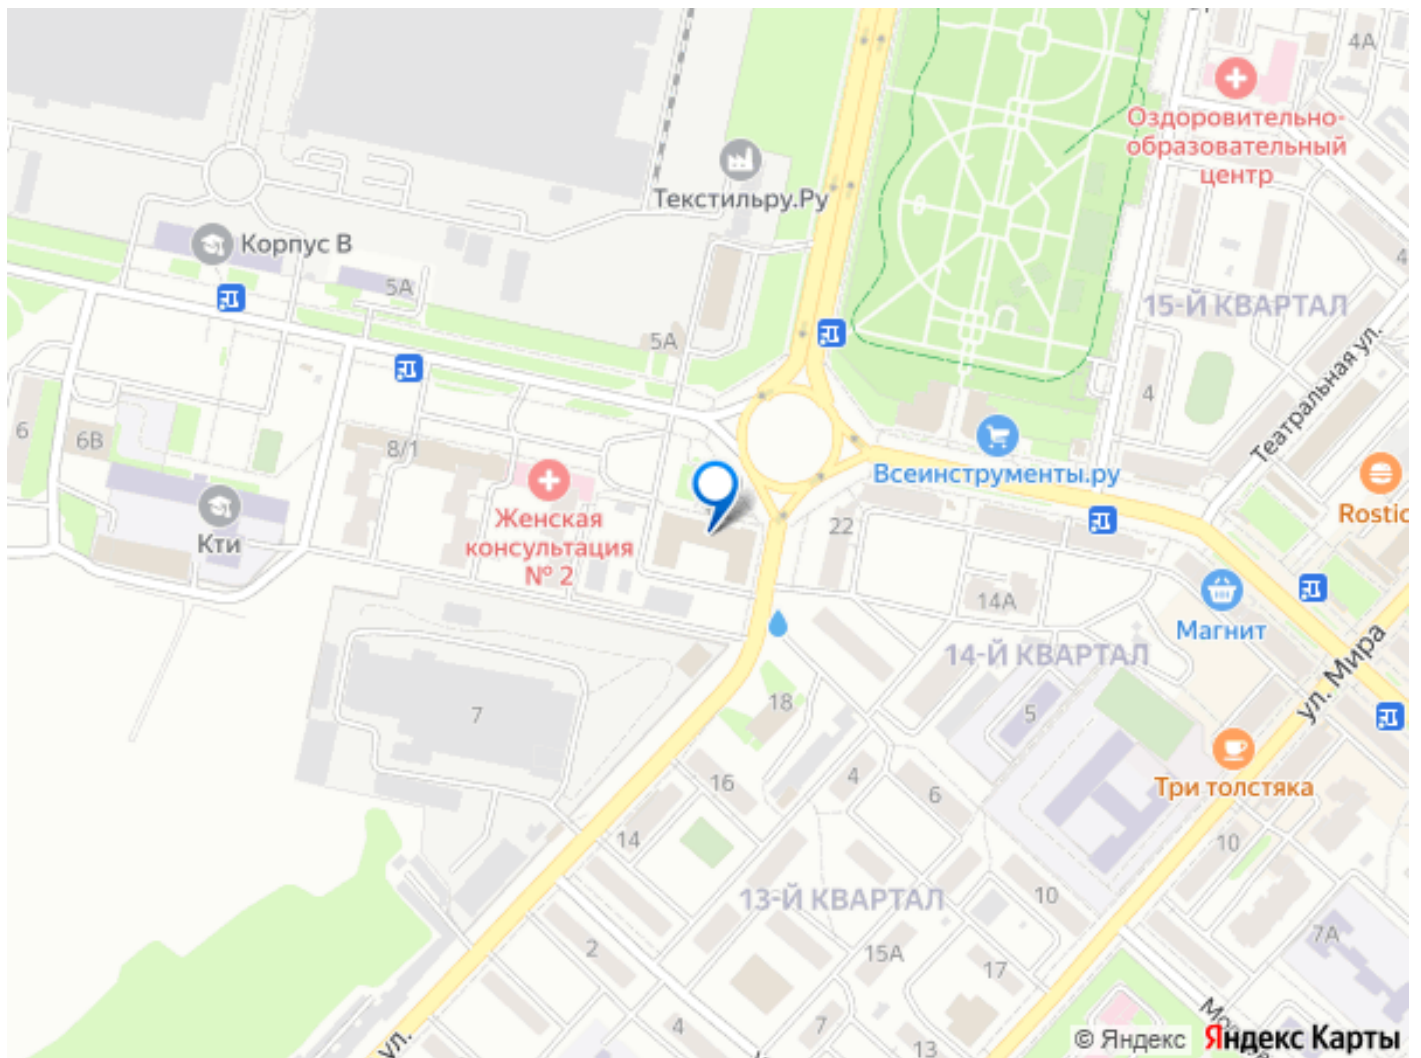 4А
Оздоровительно-
образовательный
центр
Текстильру.Ру
Корпус В
5А
4
15-Й КВАРТАЛ
5А
Театральная ул.
4
6
6В
8/1
Всеинструменты.ру
Rostic
Женская
консультация
№ 2
Кти
22
14А
Магнит
14-Й КВАРТАЛ
ул. Мира
18
5
7
16
4
6
Три толстяка
14
10
13-Й КВАРТАЛ
10
7А
2
15А
17
4
7
13
ул.
© Яндекс
Яндекс Карты